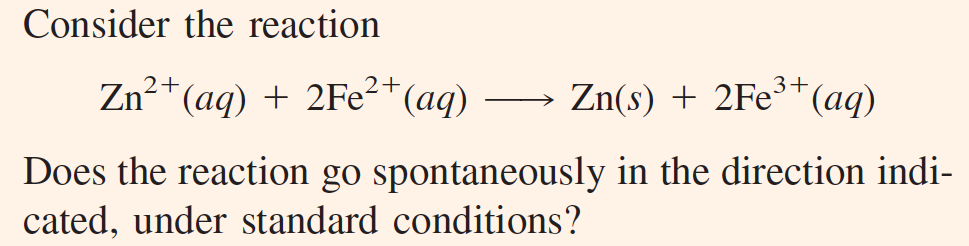 Consider the reaction
Zn²⁺(aq) + 2Fe²⁺(aq) ⟶ Zn(s) + 2Fe³⁺(aq)
Does the reaction go spontaneously in the direction indi-
cated, under standard conditions?